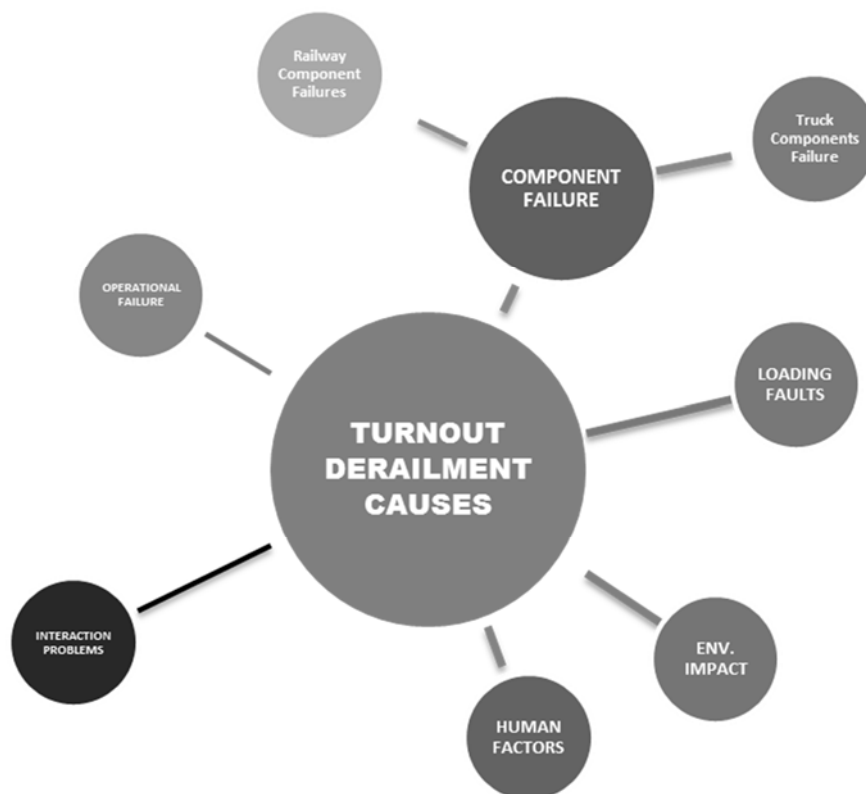 Railway
Component
Failures
Truck
Components
Failure
COMPONENT
FAILURE
OPERATIONAL
FAILURE
LOADING
FAULTS
TURNOUT
DERAILMENT
CAUSES
INTERACTION
PROBLEMS
ENV.
IMPACT
HUMAN
FACTORS